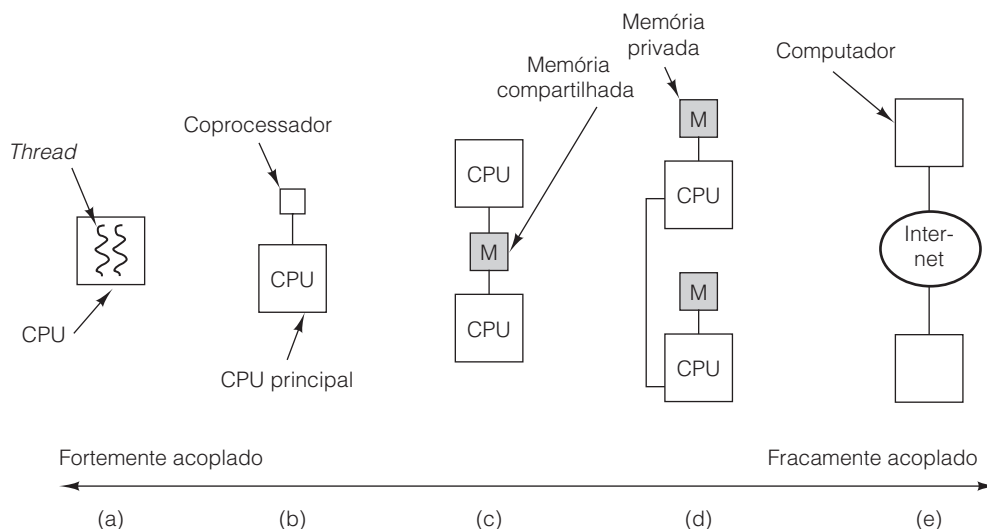 Memória
privada
Memória
compartilhada
Computador
Coprocessador
Thread
M
CPU
CPU
M
CPU
Inter-
net
CPU
M
CPU
CPU
CPU
CPU principal
Fortemente acoplado
Fracamente acoplado
(a)
(b)
(c)
(d)
(e)